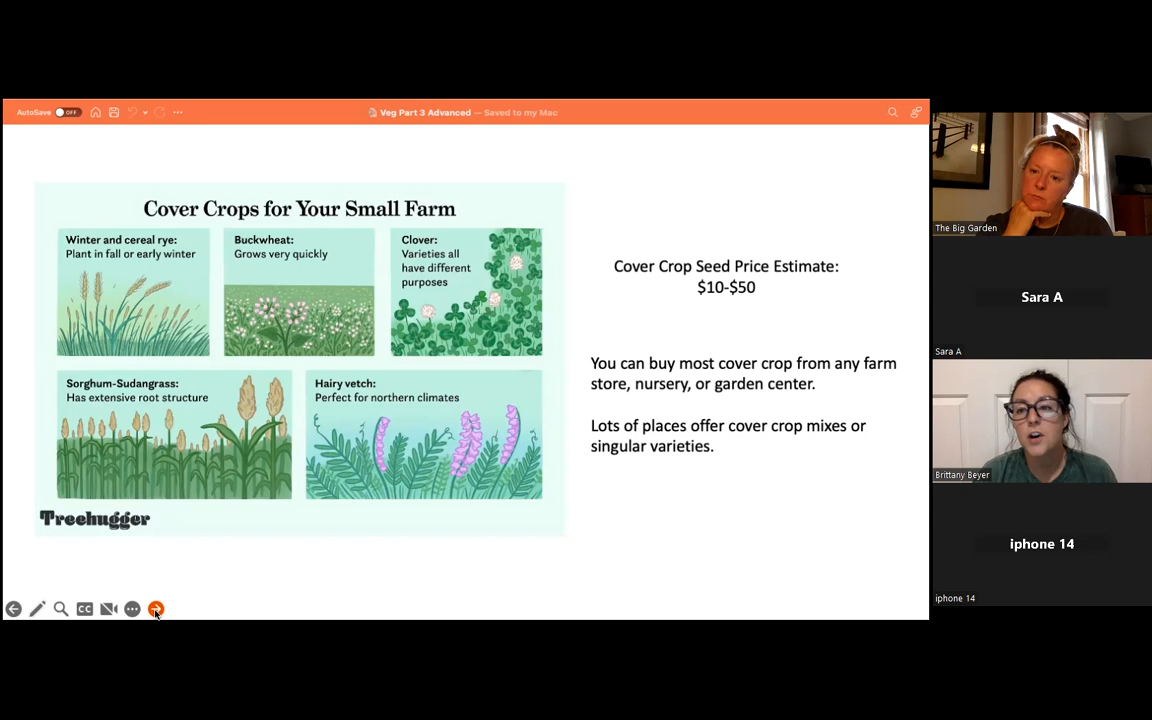 AutoSave OFF
Veg Part 3 Advanced — Saved to my Mac
Cover Crops for Your Small Farm
Winter and cereal rye:
Plant in fall or early winter
Buckwheat:
Grows very quickly
Clover:
Varieties all
have different
purposes
Sorghum-Sudangrass:
Has extensive root structure
Hairy vetch:
Perfect for northern climates
Treehugger
Cover Crop Seed Price Estimate:
$10-$50
You can buy most cover crop from any farm
store, nursery, or garden center.
Lots of places offer cover crop mixes or
singular varieties.
CC
The Big Garden
Sara A
Sara A
Brittany Beyer
iphone 14
iphone 14